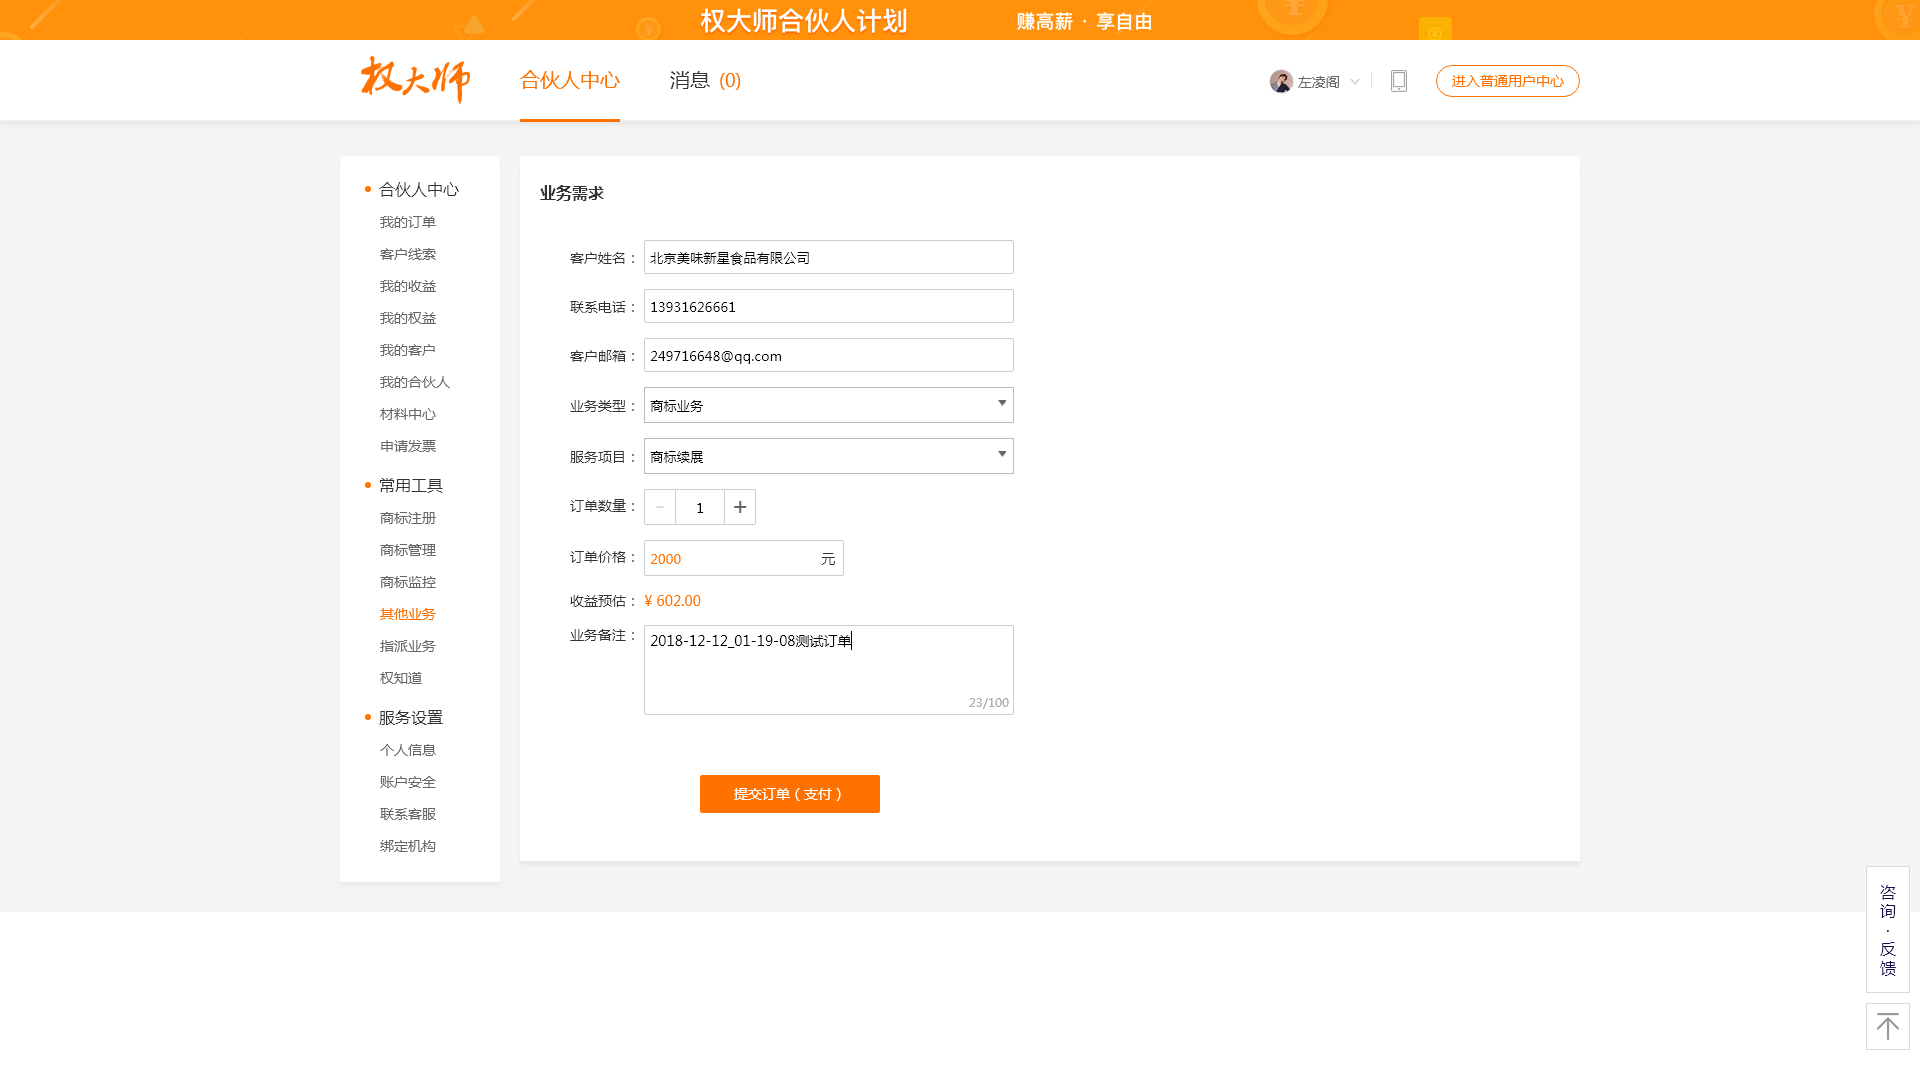 权大师合伙人计划 赚高薪 · 享自由
权大师 合伙人中心 消息 (0) 左凌阁 进入普通用户中心
合伙人中心
我的订单
客户线索
我的收益
我的权益
我的客户
我的合伙人
材料中心
申请发票
常用工具
商标注册
商标管理
商标监控
其他业务
指派业务
权知道
服务设置
个人信息
账户安全
联系客服
绑定机构
业务需求
客户姓名： 北京美味新星食品有限公司
联系电话： 13931626661
客户邮箱： 249716648@qq.com
业务类型： 商标业务
服务项目： 商标续展
订单数量： － 1 +
订单价格： 2000 元
收益预估： ¥ 602.00
业务备注： 2018-12-12_01-19-08测试订单
23/100
提交订单（支付）
咨询·反馈